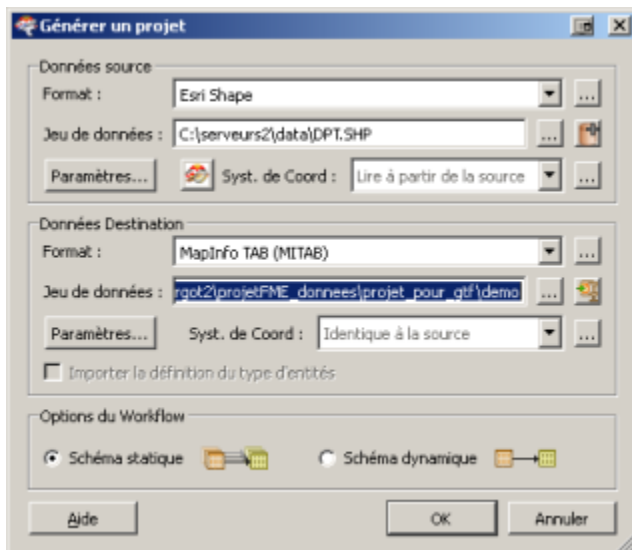 Générer un projet
Données source
Format : Esri Shape
Jeu de données : C:\serveurs2\data\DPT.SHP ...
Paramètres... Syst. de Coord : Lire à partir de la source ...
Données Destination
Format : MapInfo TAB (MITAB) ...
Jeu de données : rgot2\projetFME_donnees\projet_pour_gtf\demo ...
Paramètres... Syst. de Coord : Identique à la source ...
Importer la définition du type d'entités
Options du Workflow
Schéma statique Schéma dynamique
Aide OK Annuler